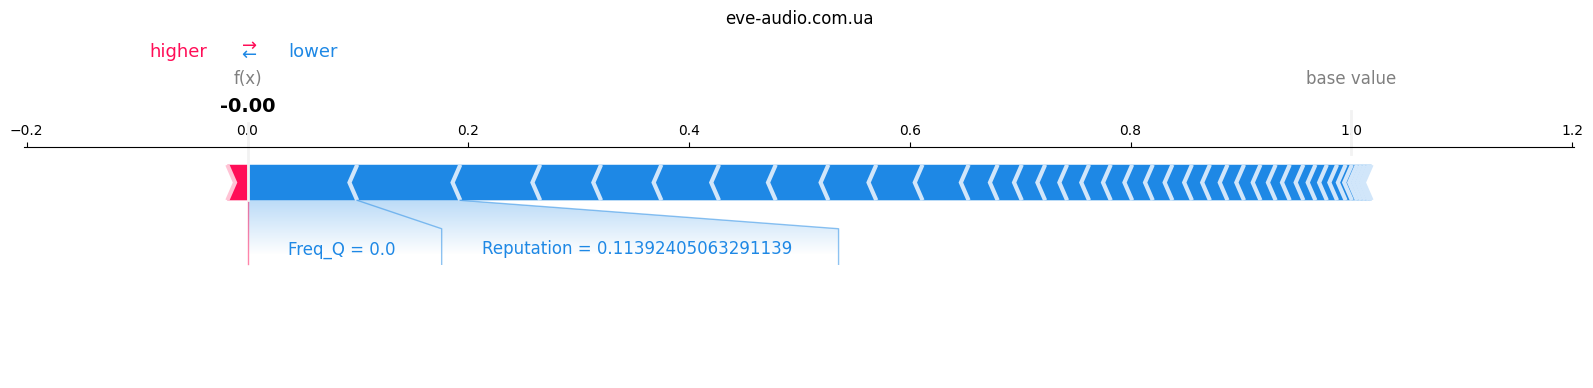 eve-audio.com.ua
higher ⇄ lower
f(x) base value
-0.00
−0.2 0.0 0.2 0.4 0.6 0.8 1.0 1.2
Freq_Q = 0.0 Reputation = 0.11392405063291139